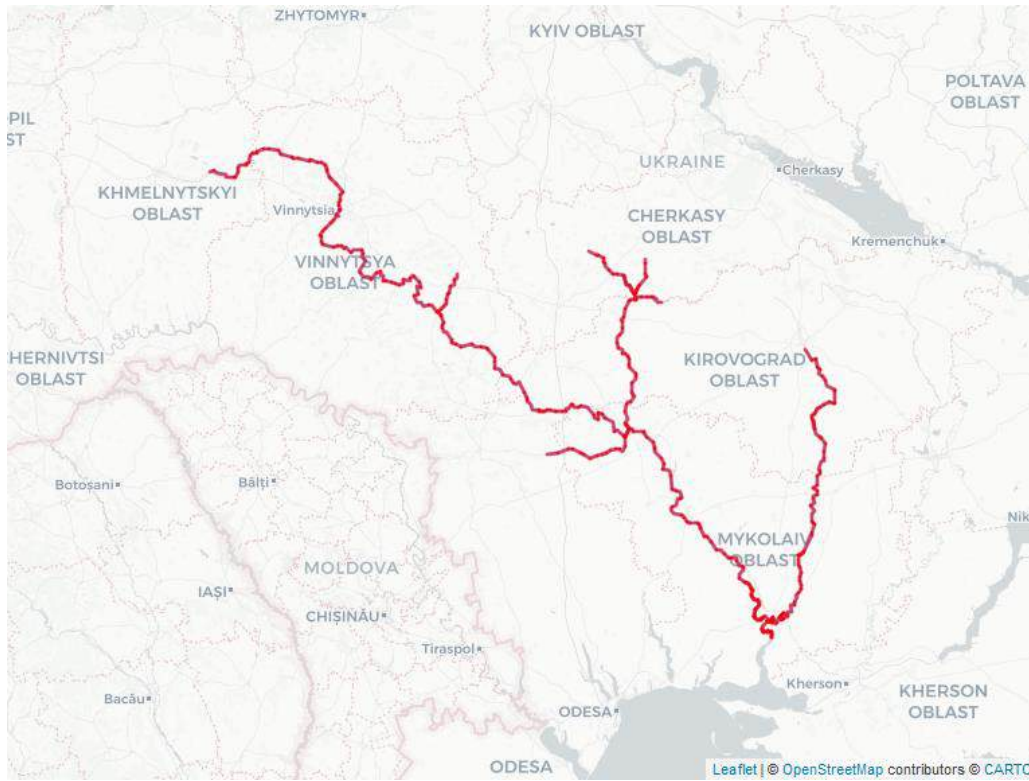 ZHYTOMYR
KYIV OBLAST
POLTAVA
OBLAST
PIL
ST
UKRAINE
Cherkasy
KHMELNYTSKYI
OBLAST
Vinnytsia
CHERKASY
OBLAST
Kremenchuk
VINNYTSYA
OBLAST
HERNIVTSI
OBLAST
KIROVOGRAD
OBLAST
Botoșani
Bălți
Nik
MYKOLAIV
OBLAST
MOLDOVA
IAȘI
CHIȘINĂU
Tiraspol
Kherson
Bacău
KHERSON
OBLAST
ODESA
ODESA
Leaflet | © OpenStreetMap contributors © CARTO